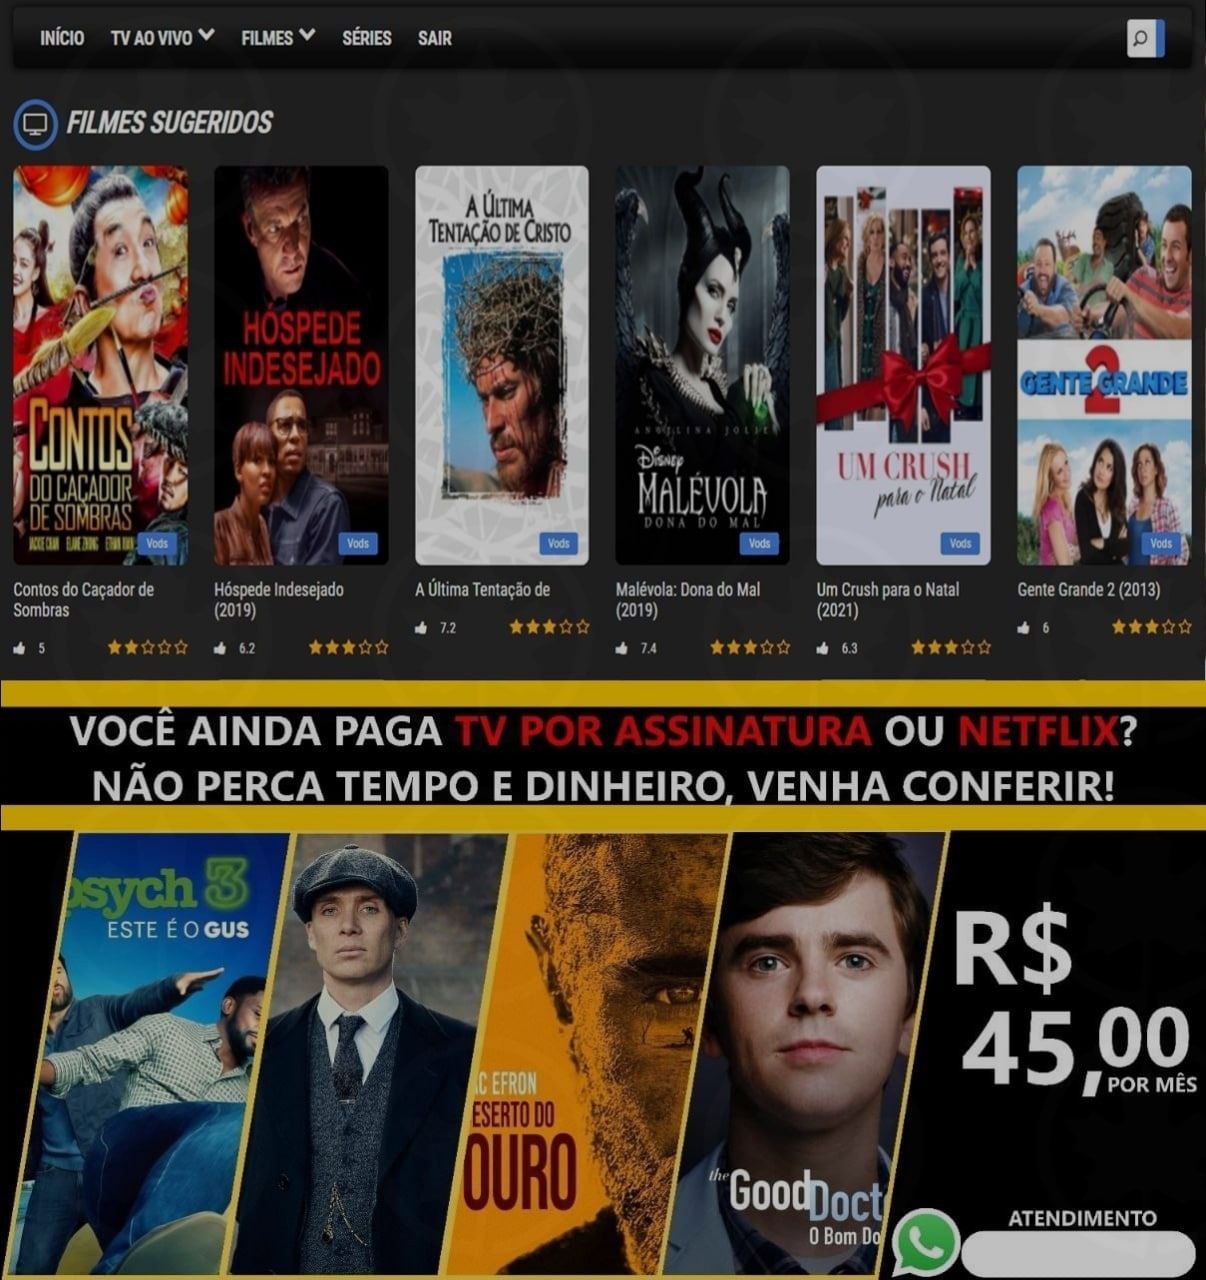 INÍCIO TV AO VIVO FILMES SÉRIES SAIR
FILMES SUGERIDOS
CONTOS
DO CAÇADOR
DE SOMBRAS
JACKIE CHAN ELANE ZHONG ETHAN JUAN
Vods
HÓSPEDE
INDESEJADO
Vods
A ÚLTIMA
TENTAÇÃO DE CRISTO
Vods
ANGELINA JOLIE
Disney
MALÉVOLA
DONA DO MAL
Vods
UM CRUSH
para o Natal
Vods
2
GENTE GRANDE
Vods
Contos do Caçador de
Sombras
5
Hóspede Indesejado
(2019)
6.2
A Última Tentação de
7.2
Malévola: Dona do Mal
(2019)
7.4
Um Crush para o Natal
(2021)
6.3
Gente Grande 2 (2013)
6
VOCÊ AINDA PAGA TV POR ASSINATURA OU NETFLIX?
NÃO PERCA TEMPO E DINHEIRO, VENHA CONFERIR!
psych 3
ESTE É O GUS
AC EFRON
ESERTO DO
OURO
the GoodDoct
O Bom Do
R$
45,00
POR MÊS
ATENDIMENTO